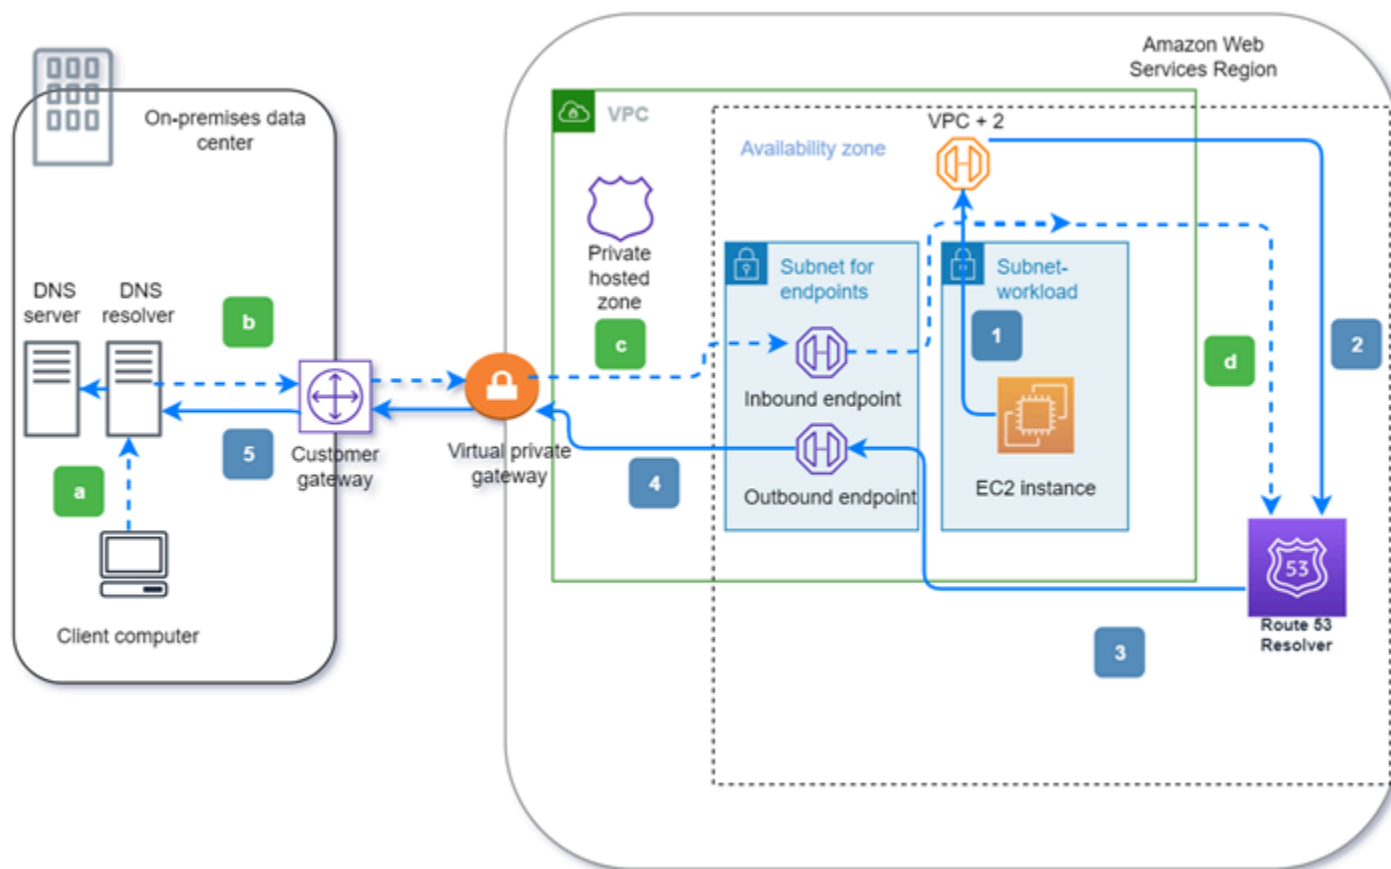 Amazon Web
Services Region
On-premises data
center
VPC
VPC + 2
Availability zone
Private
hosted
zone
Subnet for
endpoints
Subnet-
workload
DNS
server
DNS
resolver
b
c
1
d
2
Inbound endpoint
5
Customer
gateway
Virtual private
gateway
4
a
Outbound endpoint
EC2 instance
53
Route 53
Resolver
Client computer
3